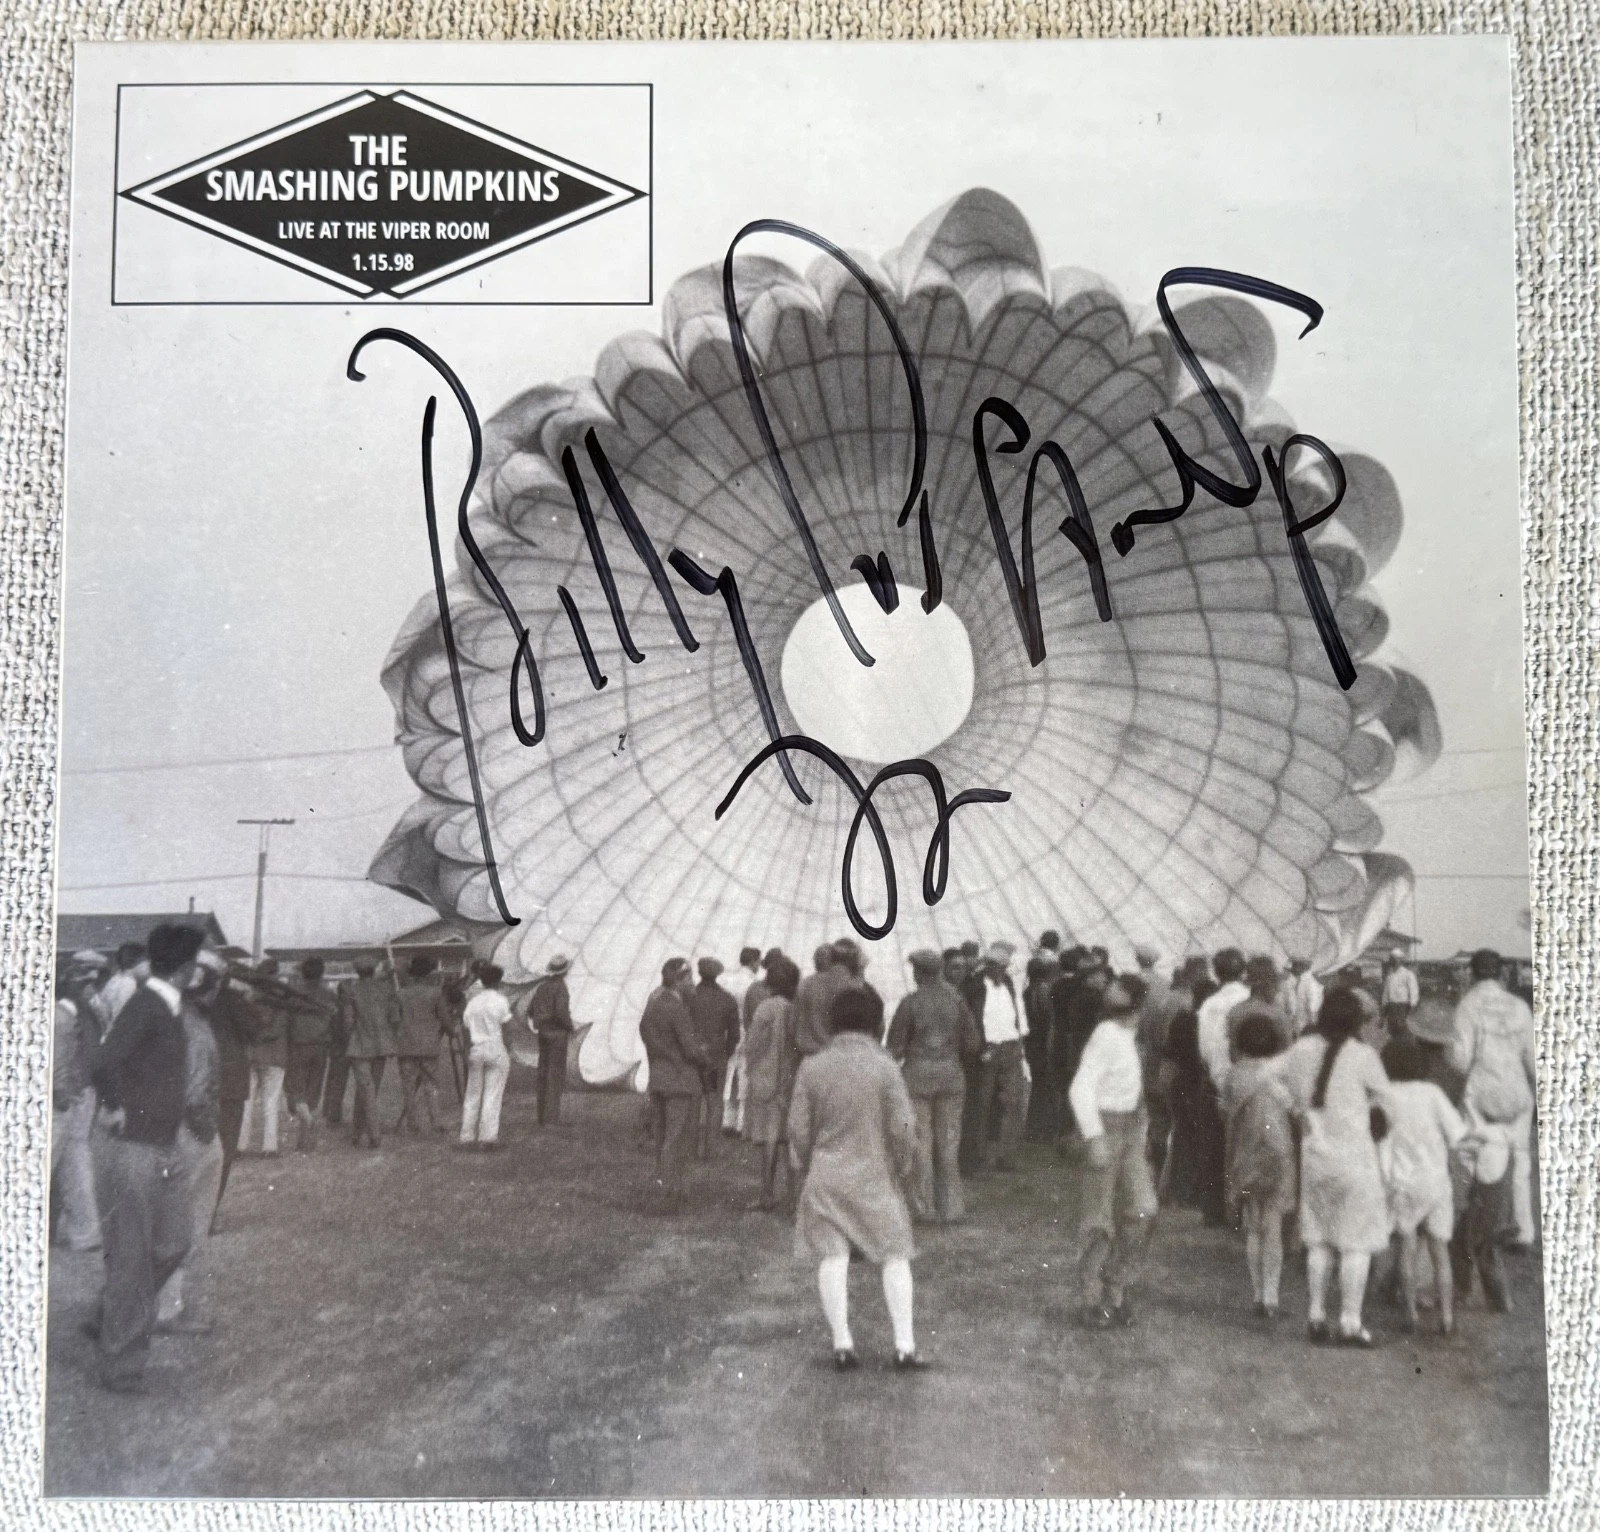 THE
SMASHING PUMPKINS
LIVE AT THE VIPER ROOM
1.15.98
Billy